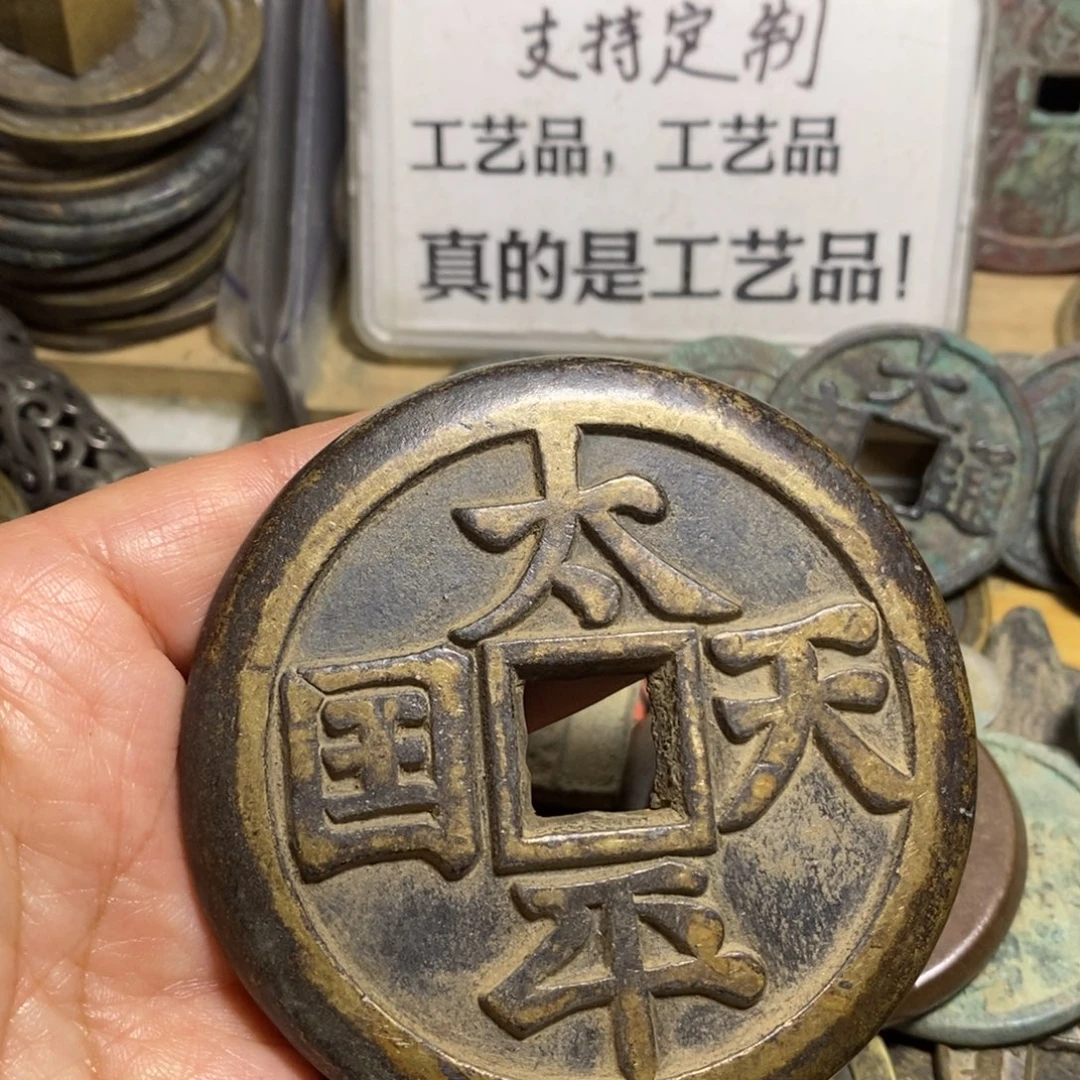 支持定制
工艺品，工艺品
真的是工艺品！
太平天囯